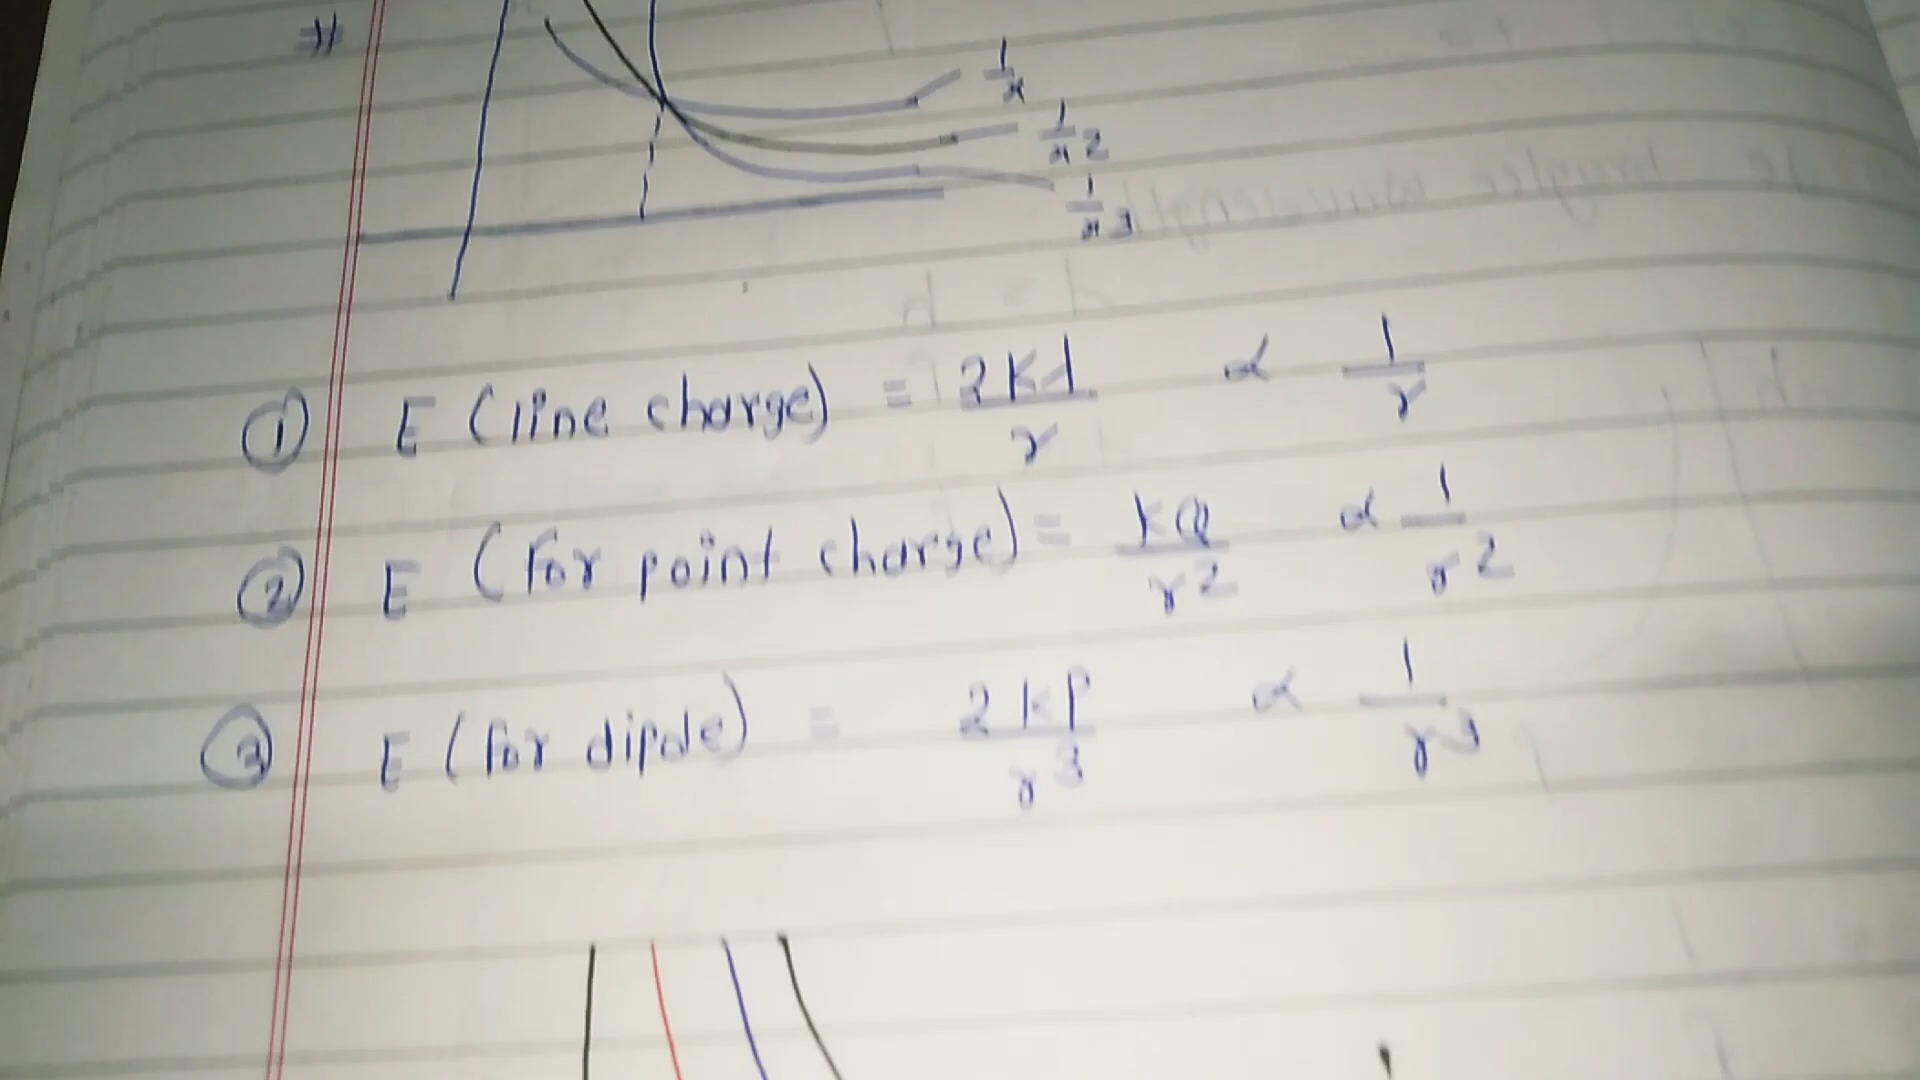 1/x
1/x2
1/x3
① E (line charge) = 2Kλ/r ∝ 1/r
② E (for point charge) = KQ/r2 ∝ 1/r2
③ E (for dipole) = 2KP/r3 ∝ 1/r3